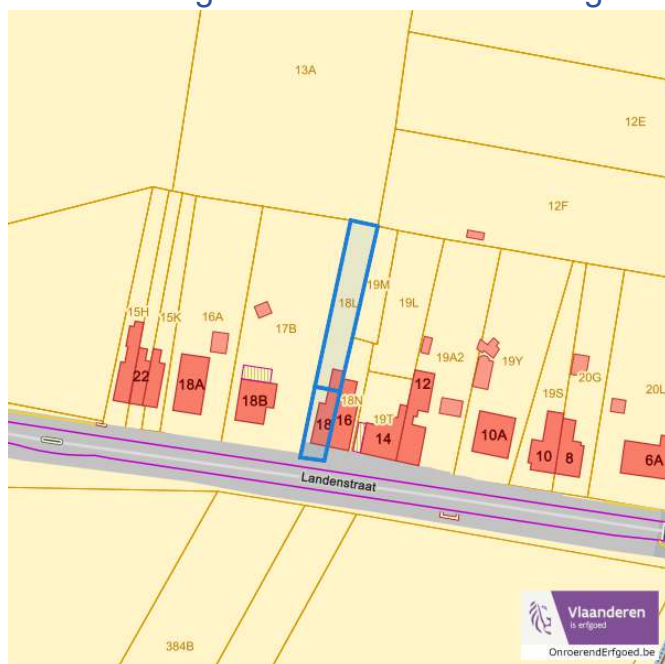 13A
12E
12F
15H
15K
16A
17B
18L
19M
19L
19A2
19Y
19S
20G
20L
22
18A
18B
18
16
18N
19T
14
12
10A
10
8
6A
Landenstraat
384B
Vlaanderen
is erfgoed
OnroerendErfgoed.be